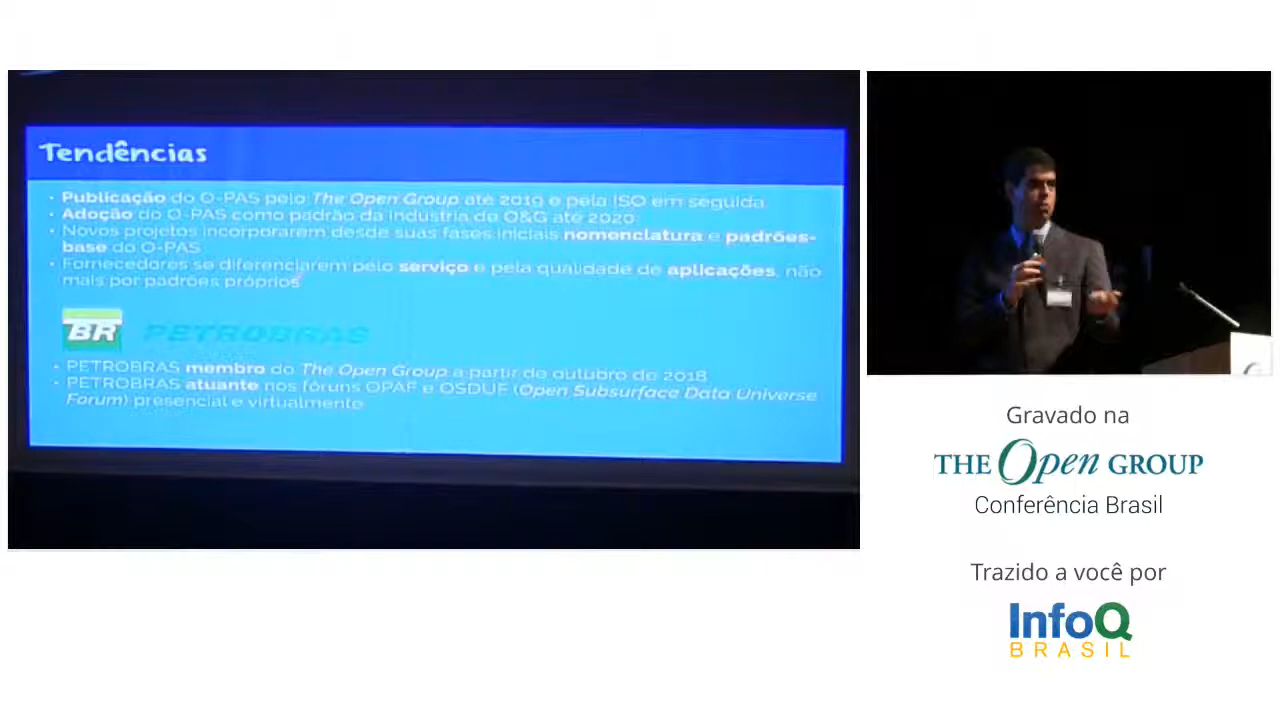 Tendências
• Publicação do O-PAS pelo The Open Group até 2019 e pela ISO em seguida
• Adoção do O-PAS como padrão da indústria de O&G até 2020
• Novos projetos incorporarem desde suas fases iniciais nomenclatura e padrões-
base do O-PAS
• Fornecedores se diferenciarem pelo serviço e pela qualidade de aplicações, não
mais por padrões próprios
BR PETROBRAS
• PETROBRAS membro do The Open Group a partir de outubro de 2018
• PETROBRAS atuante nos fóruns OPAF e OSDUF (Open Subsurface Data Universe
Forum) presencial e virtualmente
Gravado na
THE Open GROUP
Conferência Brasil
Trazido a você por
InfoQ
BRASIL